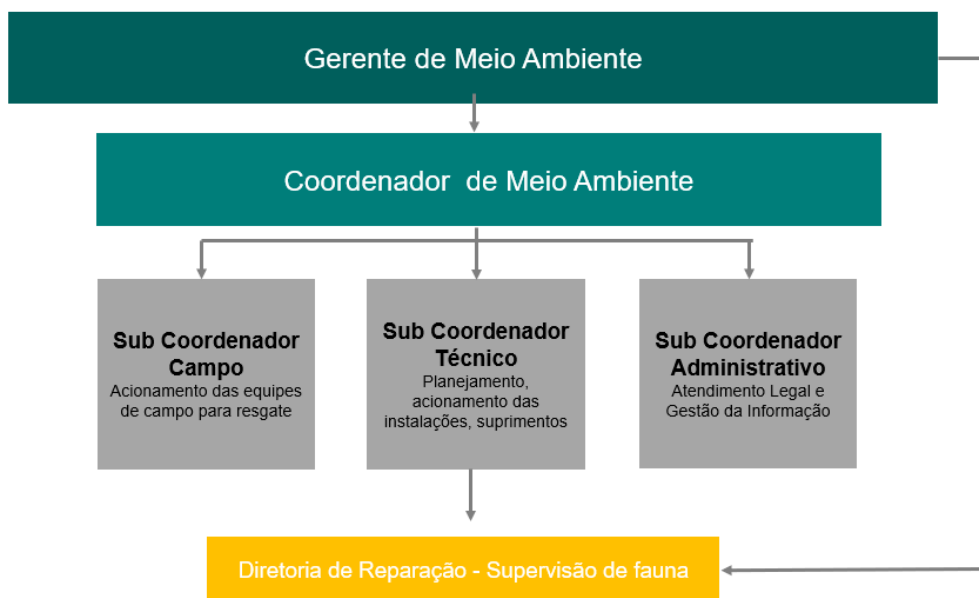 Gerente de Meio Ambiente
Coordenador de Meio Ambiente
Sub Coordenador
Campo
Acionamento das equipes
de campo para resgate
Sub Coordenador
Técnico
Planejamento,
acionamento das
instalações, suprimentos
Sub Coordenador
Administrativo
Atendimento Legal e
Gestão da Informação
Diretoria de Reparação - Supervisão de fauna